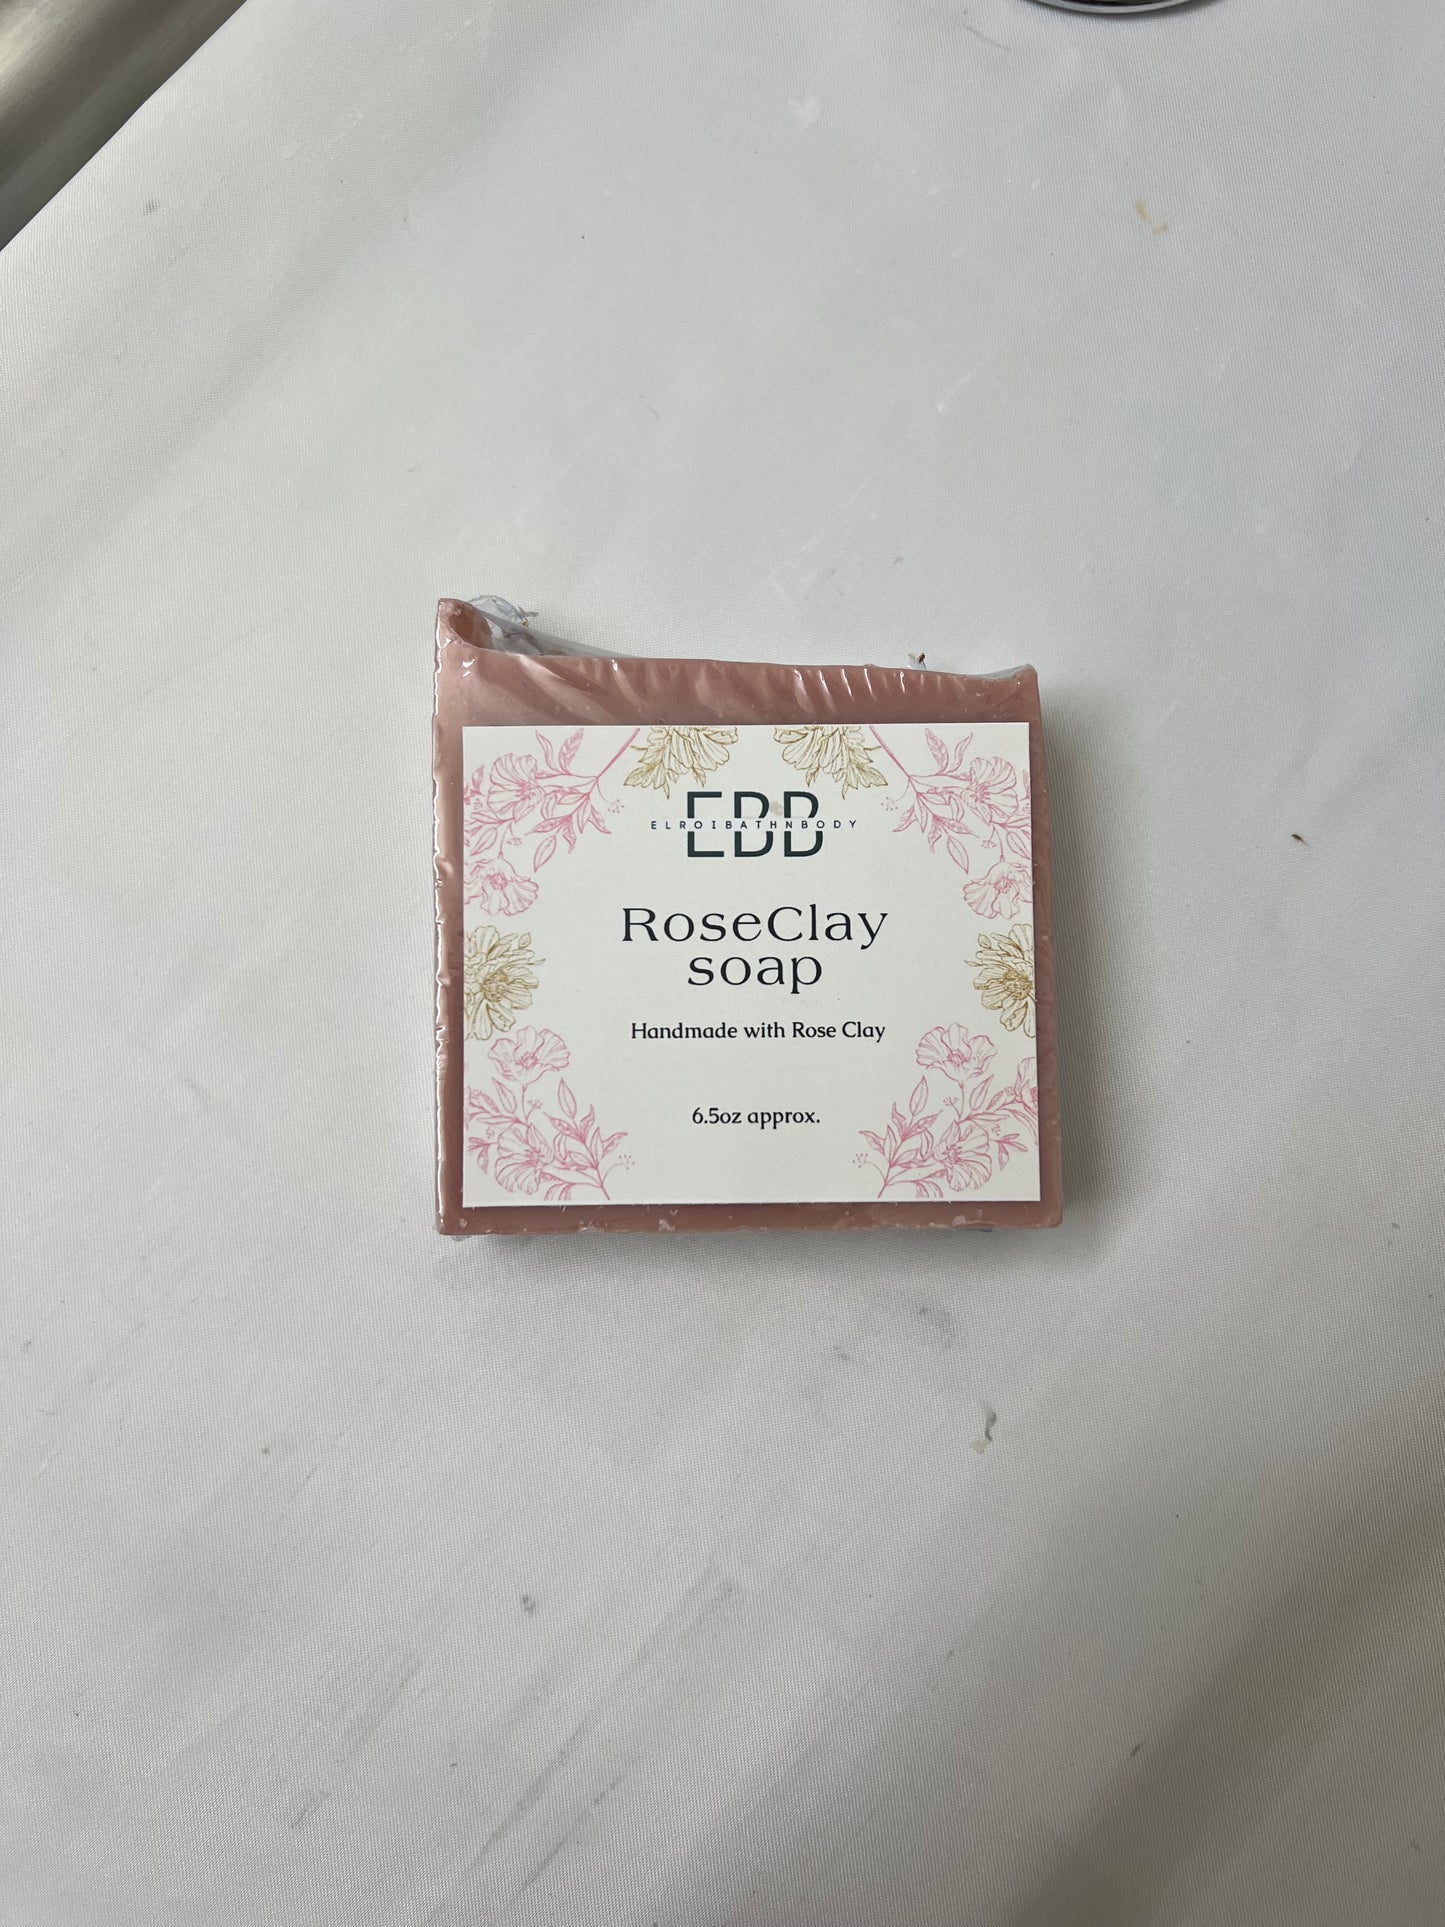 EBB
ELROIBATHNBODY
RoseClay
soap
Handmade with Rose Clay
6.5oz approx.